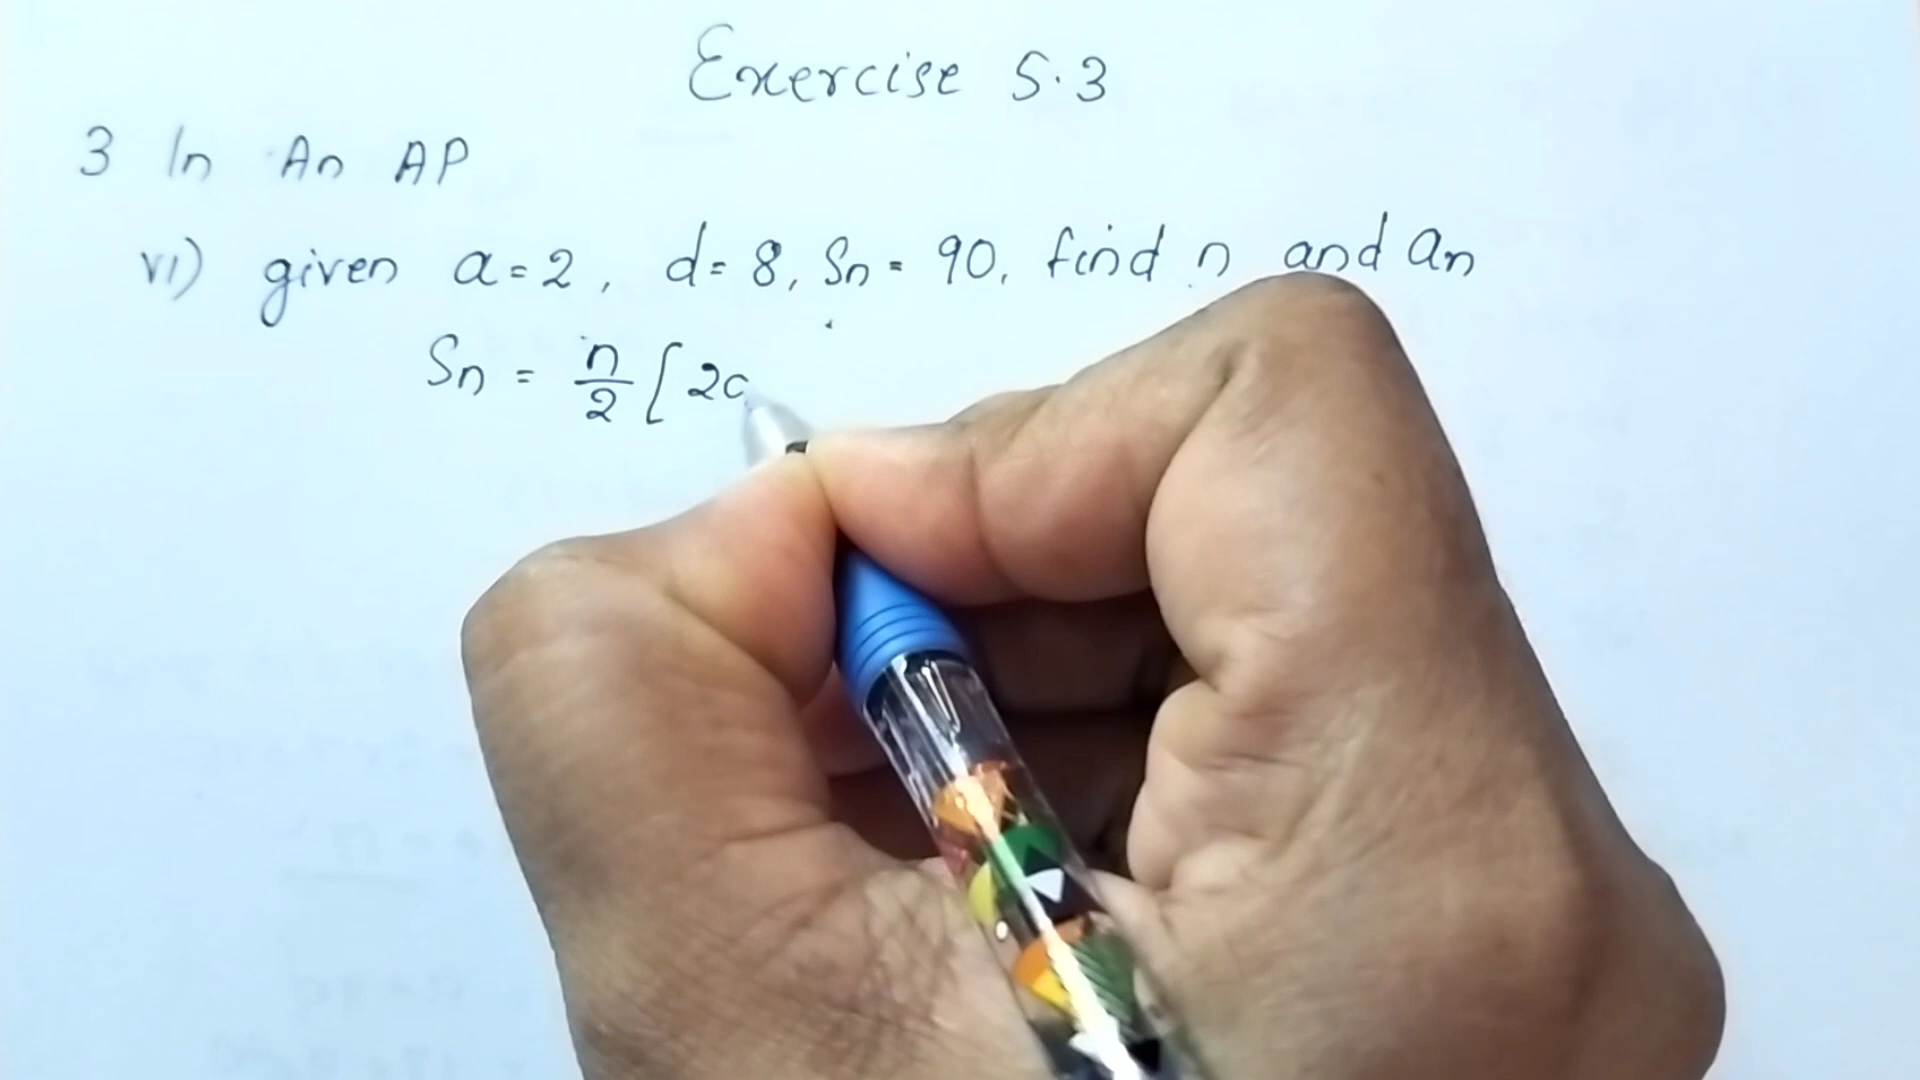 Exercise 5.3
3 In An AP
vi) given a=2, d=8, Sn = 90, find n and an
Sn = n/2 [2a